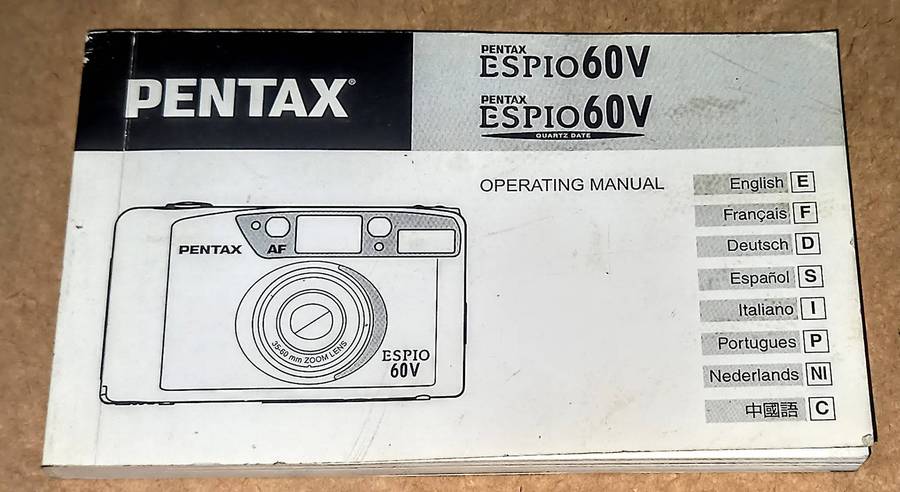 PENTAX®
PENTAX
ESPIO60V
PENTAX
ESPIO60V
QUARTZ DATE
OPERATING MANUAL
English E
Français F
Deutsch D
Español S
Italiano I
Portugues P
Nederlands Nl
中國語 C
PENTAX AF
35-60 mm ZOOM LENS
ESPIO
60V